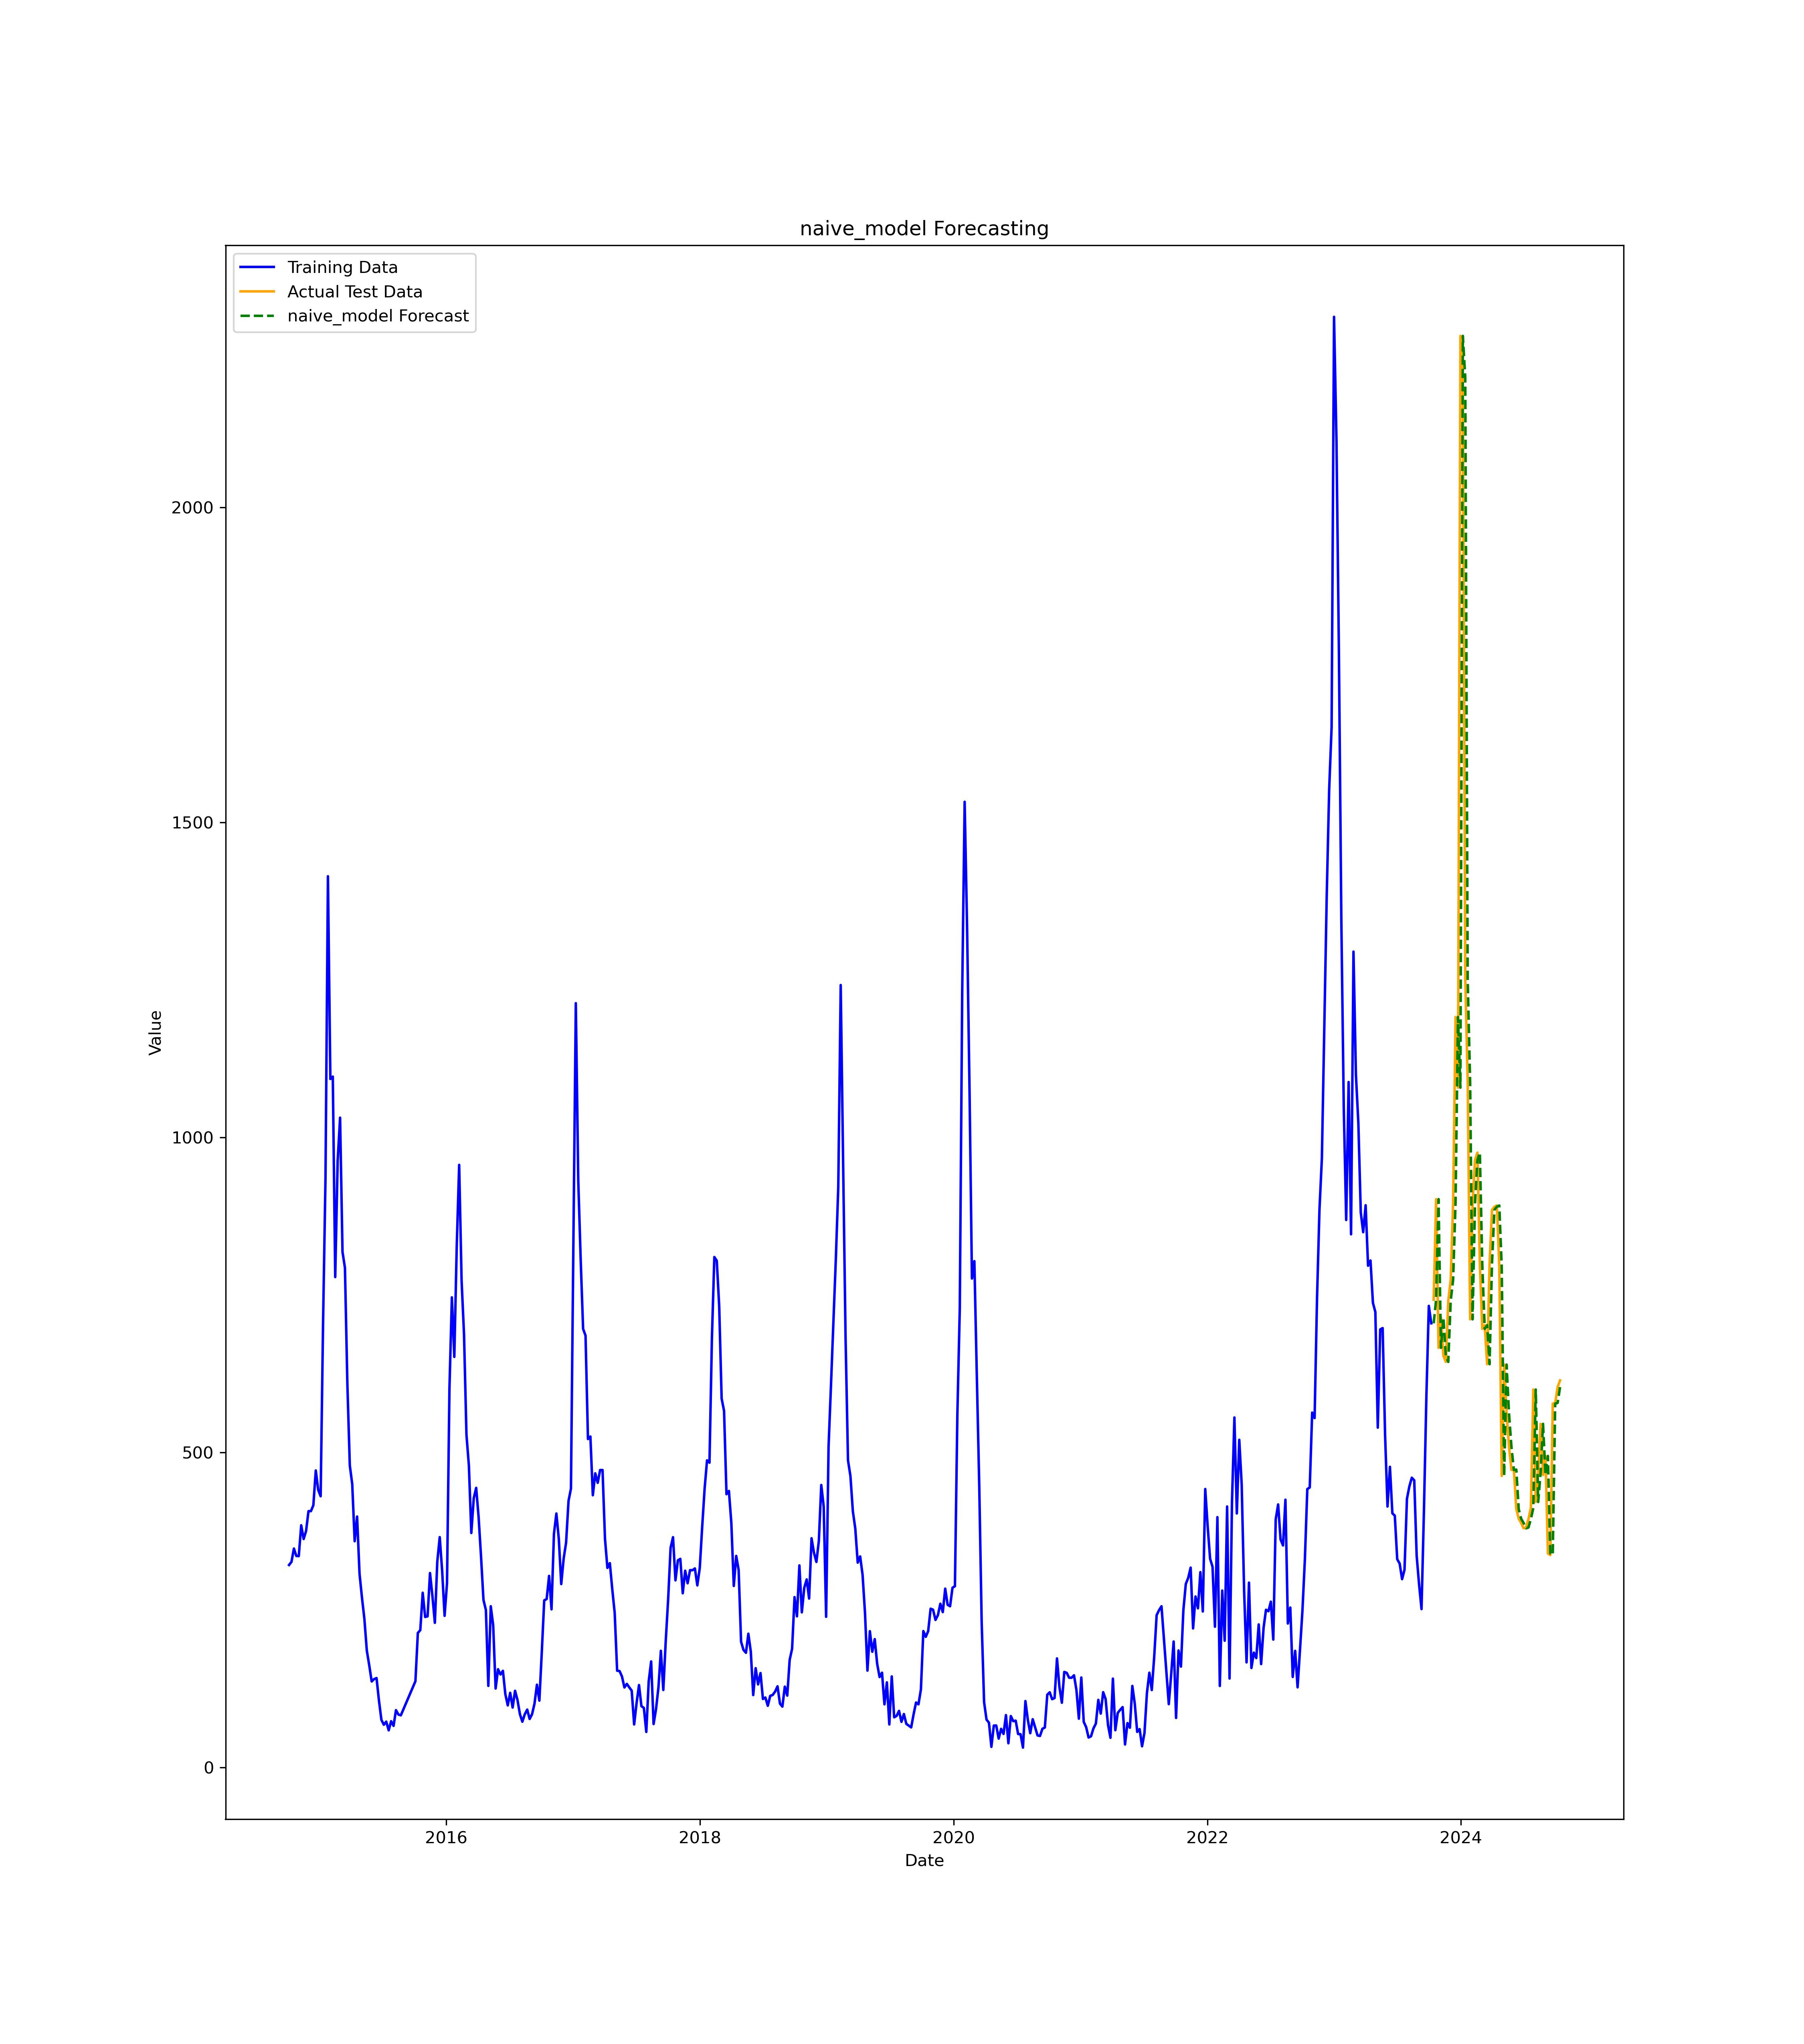 naive_model Forecasting
Training Data
Actual Test Data
naive_model Forecast
2000
1500
1000
500
0
Value
2016 2018 2020 2022 2024
Date